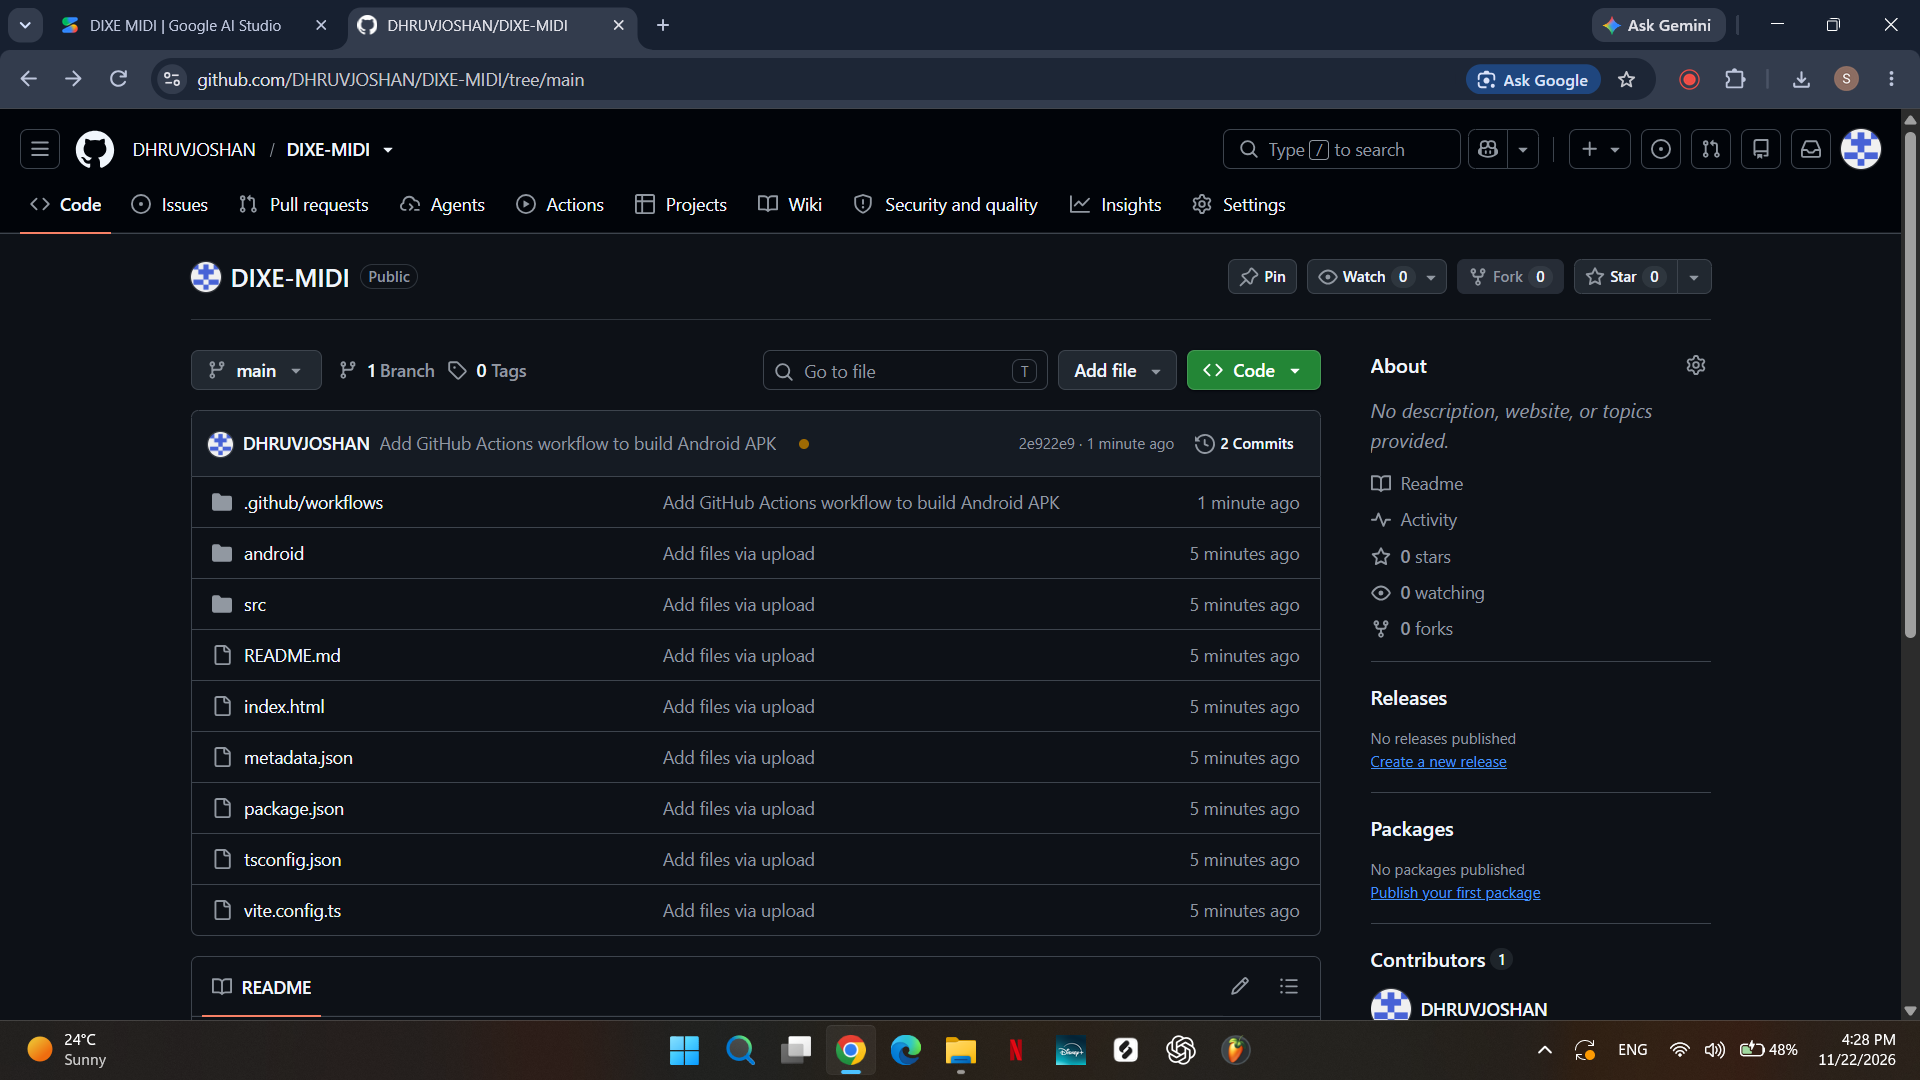 DIXE MIDI | Google AI Studio
DHRUVJOSHAN/DIXE-MIDI
Ask Gemini
github.com/DHRUVJOSHAN/DIXE-MIDI/tree/main
Ask Google
S
DHRUVJOSHAN / DIXE-MIDI
Type / to search
Code
Issues
Pull requests
Agents
Actions
Projects
Wiki
Security and quality
Insights
Settings
DIXE-MIDI
Public
Pin
Watch 0
Fork 0
Star 0
main
1 Branch
0 Tags
Go to file
T
Add file
Code
DHRUVJOSHAN Add GitHub Actions workflow to build Android APK
2e922e9 · 1 minute ago
2 Commits
.github/workflows Add GitHub Actions workflow to build Android APK 1 minute ago
android Add files via upload 5 minutes ago
src Add files via upload 5 minutes ago
README.md Add files via upload 5 minutes ago
index.html Add files via upload 5 minutes ago
metadata.json Add files via upload 5 minutes ago
package.json Add files via upload 5 minutes ago
tsconfig.json Add files via upload 5 minutes ago
vite.config.ts Add files via upload 5 minutes ago
README
About
No description, website, or topics
provided.
Readme
Activity
0 stars
0 watching
0 forks
Releases
No releases published
Create a new release
Packages
No packages published
Publish your first package
Contributors 1
DHRUVJOSHAN
24°C
Sunny
N
Disney+
ENG
48%
4:28 PM
11/22/2026